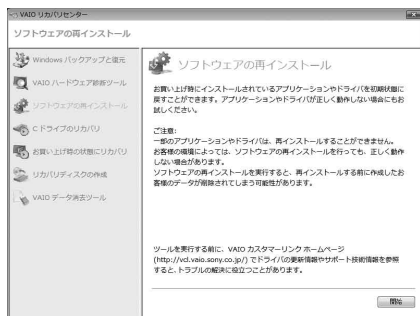 VAIO リカバリセンター
ソフトウェアの再インストール
Windows バックアップと復元
VAIO ハードウェア診断ツール
ソフトウェアの再インストール
C ドライブのリカバリ
お買い上げ時の状態にリカバリ
リカバリディスクの作成
VAIO データ消去ツール
ソフトウェアの再インストール
お買い上げ時にインストールされているアプリケーションやドライバを初期状態に
戻すことができます。アプリケーションやドライバが正しく動作しない場合にもお
試しください。
ご注意:
一部のアプリケーションやドライバは、再インストールすることができません。
お客様の環境によっては、ソフトウェアの再インストールを行っても、正しく動作
しない場合があります。
ソフトウェアの再インストールを実行すると、再インストールする前に作成したお
客様のデータが削除されてしまう可能性があります。
ツールを実行する前に、VAIO カスタマーリンク ホームページ
(http://vcl.vaio.sony.co.jp/) でドライバの更新情報やサポート技術情報を参照
すると、トラブルの解決に役立つことがあります。
開始